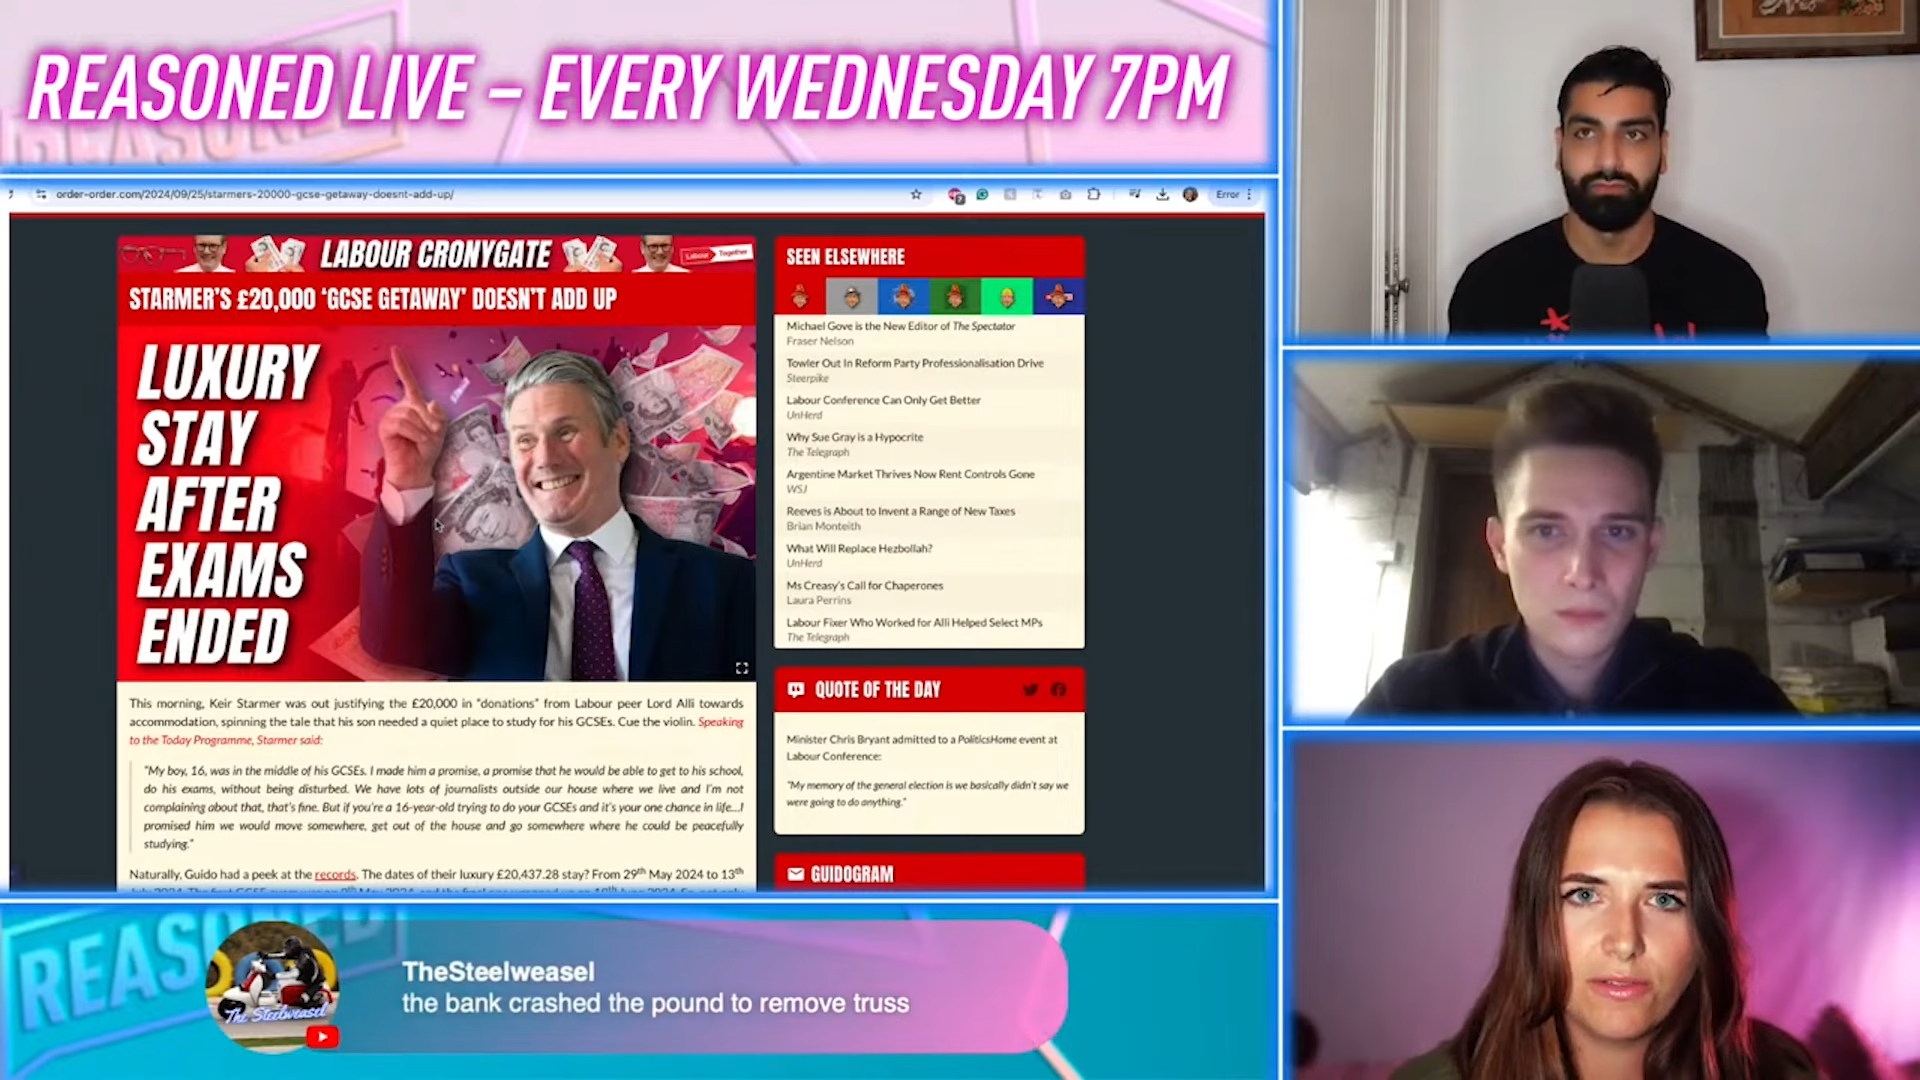 REASONED LIVE – EVERY WEDNESDAY 7PM
order-order.com/2024/09/25/starmers-20000-gcse-getaway-doesnt-add-up/
Error
LABOUR CRONYGATE
Labour Together
STARMER'S £20,000 'GCSE GETAWAY' DOESN'T ADD UP
LUXURY
STAY
AFTER
EXAMS
ENDED
This morning, Keir Starmer was out justifying the £20,000 in "donations" from Labour peer Lord Alli towards
accommodation, spinning the tale that his son needed a quiet place to study for his GCSEs. Cue the violin. Speaking
to the Today Programme, Starmer said:
"My boy, 16, was in the middle of his GCSEs. I made him a promise, a promise that he would be able to get to his school,
do his exams, without being disturbed. We have lots of journalists outside our house where we live and I'm not
complaining about that, that's fine. But if you're a 16-year-old trying to do your GCSEs and it's your one chance in life...I
promised him we would move somewhere, get out of the house and go somewhere where he could be peacefully
studying."
Naturally, Guido had a peek at the records. The dates of their luxury £20,437.28 stay? From 29th May 2024 to 13th
SEEN ELSEWHERE
Michael Gove is the New Editor of The Spectator
Fraser Nelson
Towler Out In Reform Party Professionalisation Drive
Steerpike
Labour Conference Can Only Get Better
UnHerd
Why Sue Gray is a Hypocrite
The Telegraph
Argentine Market Thrives Now Rent Controls Gone
WSJ
Reeves is About to Invent a Range of New Taxes
Brian Monteith
What Will Replace Hezbollah?
UnHerd
Ms Creasy's Call for Chaperones
Laura Perrins
Labour Fixer Who Worked for Alli Helped Select MPs
The Telegraph
QUOTE OF THE DAY
Minister Chris Bryant admitted to a PoliticsHome event at
Labour Conference:
"My memory of the general election is we basically didn't say we
were going to do anything."
GUIDOGRAM
REASONED
The Steelweasel
TheSteelweasel
the bank crashed the pound to remove truss